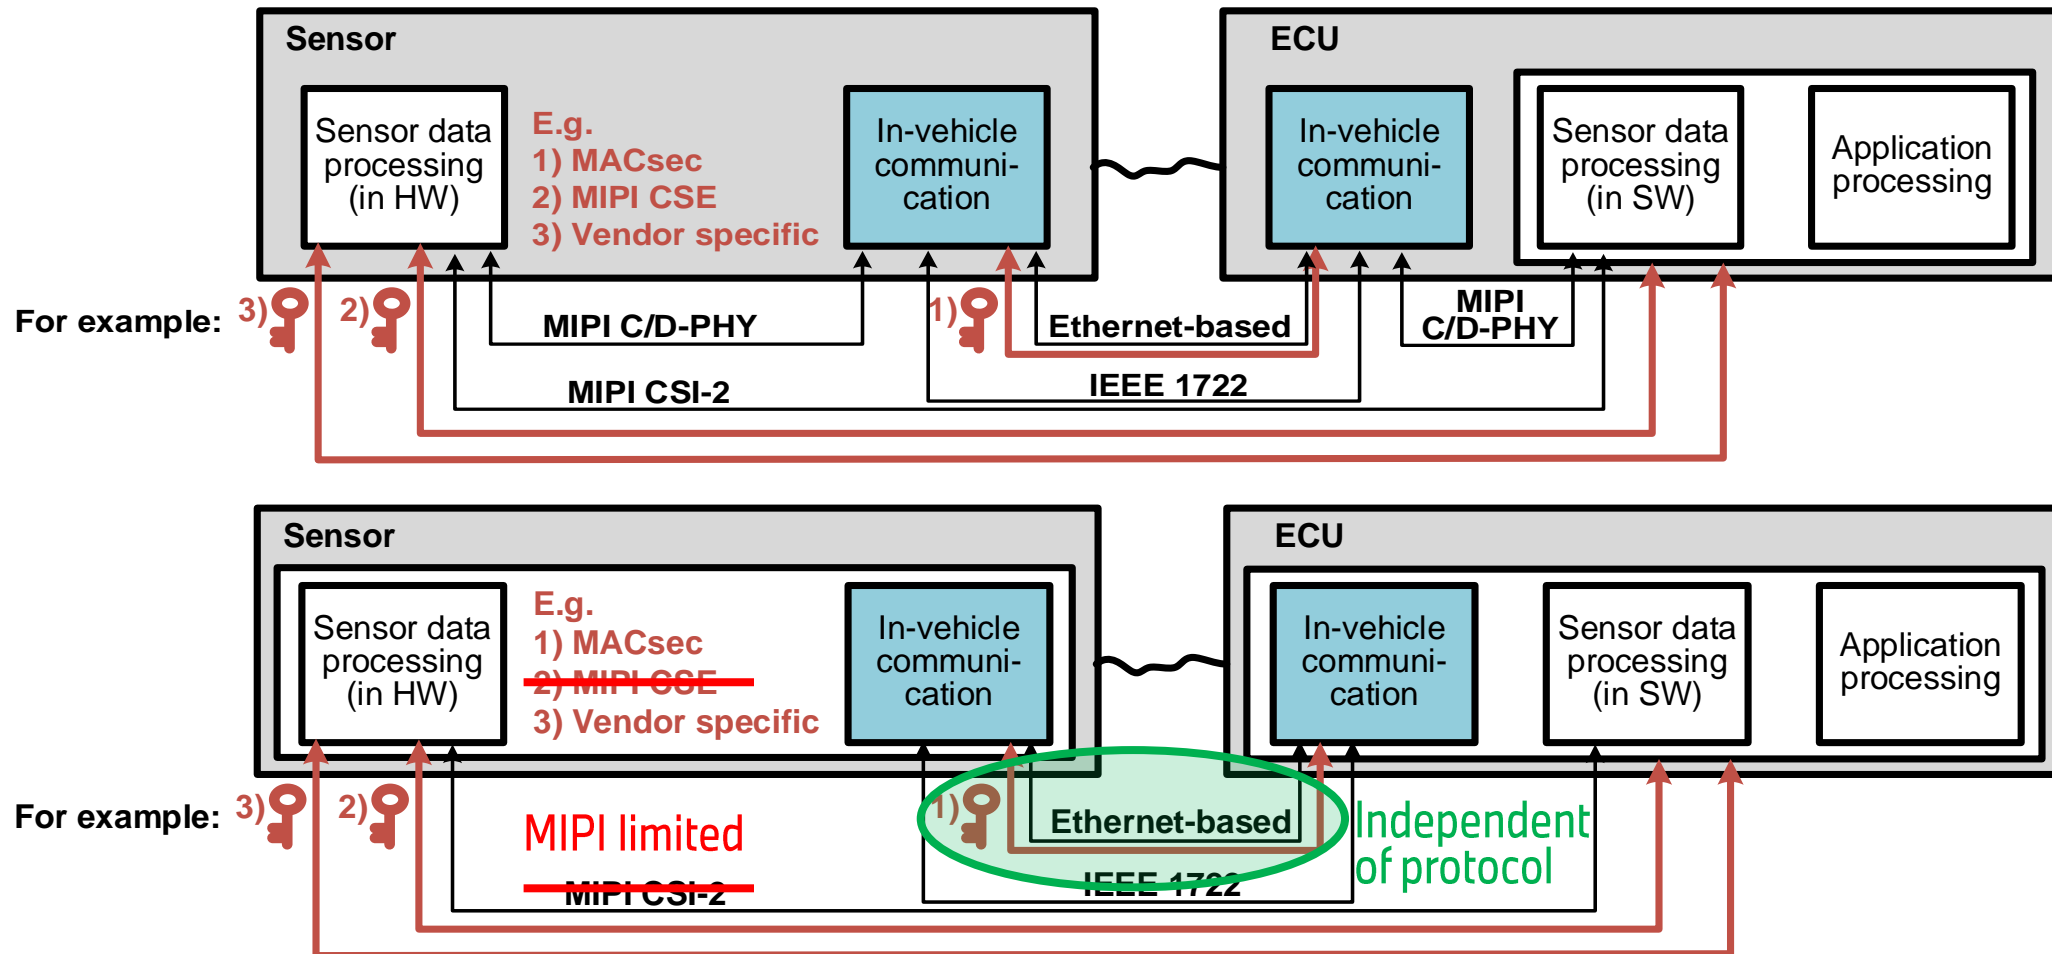 Sensor
ECU
Sensor data
processing
(in HW)
E.g.
1) MACsec
2) MIPI CSE
3) Vendor specific
In-vehicle
communi-
cation
In-vehicle
communi-
cation
Sensor data
processing
(in SW)
Application
processing
For example:
3)
2)
1)
MIPI C/D-PHY
Ethernet-based
MIPI
C/D-PHY
MIPI CSI-2
IEEE 1722
Sensor
ECU
Sensor data
processing
(in HW)
E.g.
1) MACsec
2) MIPI CSE
3) Vendor specific
In-vehicle
communi-
cation
In-vehicle
communi-
cation
Sensor data
processing
(in SW)
Application
processing
For example:
3)
2)
1)
MIPI limited
Ethernet-based
Independent
of protocol
MIPI CSI-2
IEEE 1722